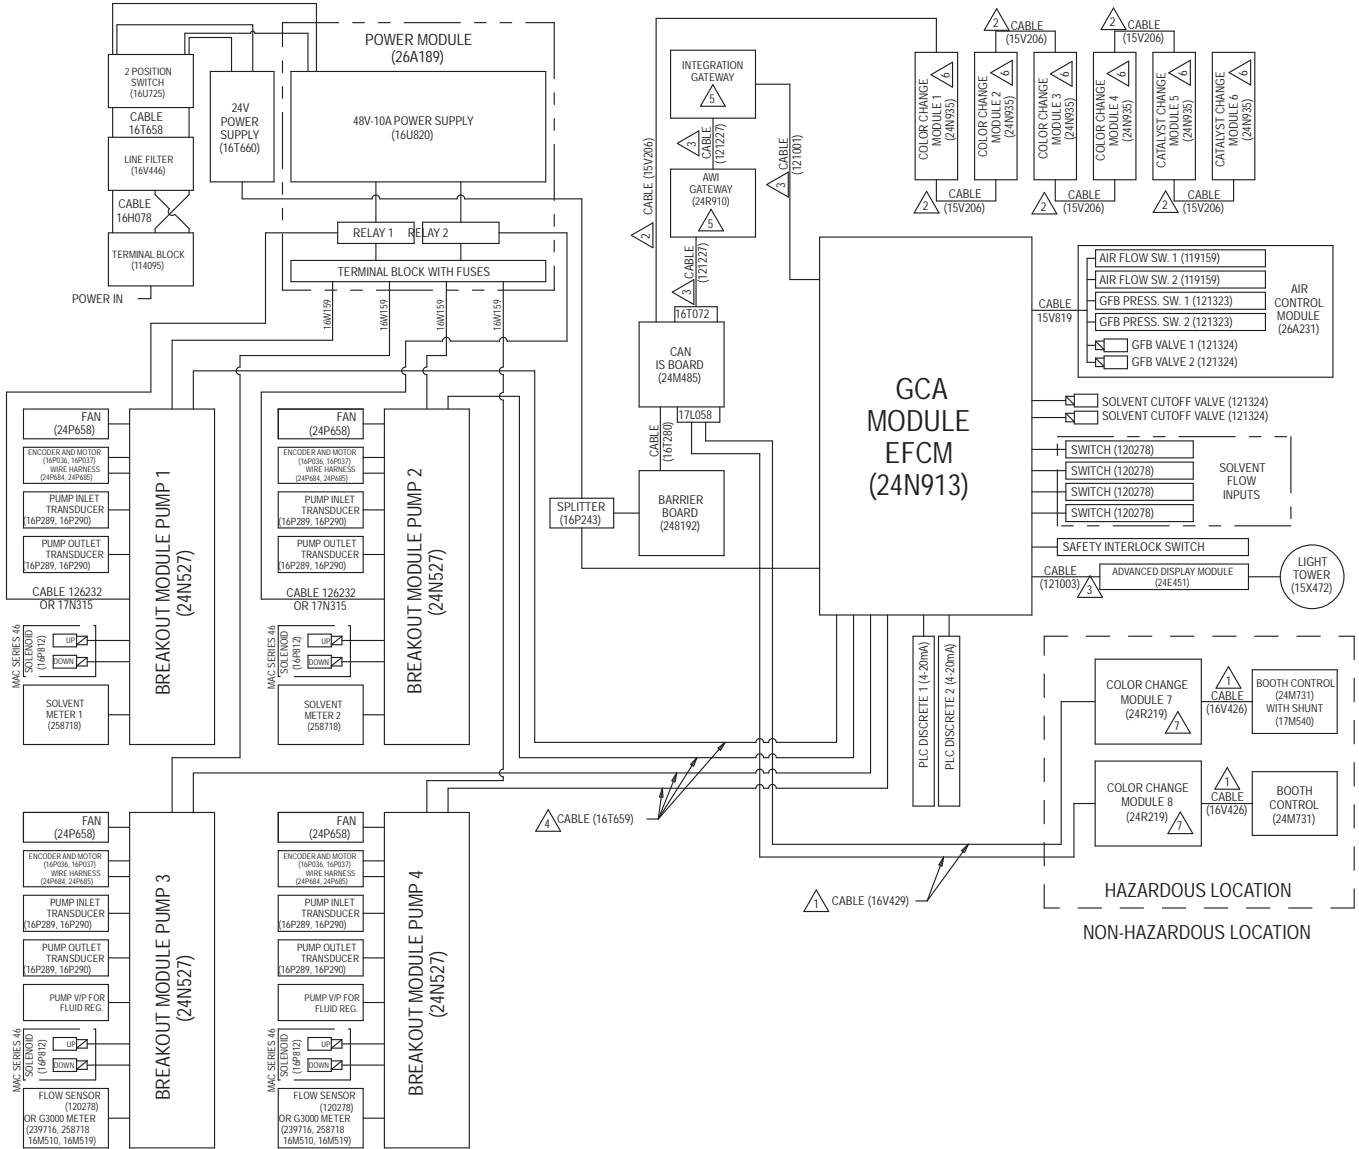 POWER MODULE
(26A189)
2 POSITION
SWITCH
(16U725)
CABLE
16T658
LINE FILTER
(16V446)
CABLE
16H078
TERMINAL BLOCK
(114095)
POWER IN
24V
POWER
SUPPLY
(16T660)
48V-10A POWER SUPPLY
(16U820)
RELAY 1
RELAY 2
TERMINAL BLOCK WITH FUSES
16W159
16W159
16W159
16W159
INTEGRATION
GATEWAY
5
3
CABLE
(121227)
AWI
GATEWAY
(24R910)
5
3
CABLE
(121227)
2
CABLE (15V206)
3
CABLE
(121001)
16T072
CAN
IS BOARD
(24M485)
17L058
CABLE
(16T280)
BARRIER
BOARD
(248192)
SPLITTER
(16P243)
2
CABLE
(15V206)
2
CABLE
(15V206)
COLOR CHANGE
MODULE 1
(24N935)
6
COLOR CHANGE
MODULE 2
(24N935)
6
COLOR CHANGE
MODULE 3
(24N935)
6
COLOR CHANGE
MODULE 4
(24N935)
6
CATALYST CHANGE
MODULE 5
(24N935)
6
CATALYST CHANGE
MODULE 6
(24N935)
6
2
CABLE
(15V206)
2
CABLE
(15V206)
2
CABLE
(15V206)
GCA
MODULE
EFCM
(24N913)
CABLE
15V819
AIR FLOW SW. 1 (119159)
AIR FLOW SW. 2 (119159)
GFB PRESS. SW. 1 (121323)
GFB PRESS. SW. 2 (121323)
GFB VALVE 1 (121324)
GFB VALVE 2 (121324)
AIR
CONTROL
MODULE
(26A231)
SOLVENT CUTOFF VALVE (121324)
SOLVENT CUTOFF VALVE (121324)
SWITCH (120278)
SWITCH (120278)
SWITCH (120278)
SWITCH (120278)
SOLVENT
FLOW
INPUTS
SAFETY INTERLOCK SWITCH
CABLE
(121003)
3
ADVANCED DISPLAY MODULE
(24E451)
LIGHT
TOWER
(15X472)
PLC DISCRETE 1 (4-20mA)
PLC DISCRETE 2 (4-20mA)
COLOR CHANGE
MODULE 7
(24R219)
7
1
CABLE
(16V426)
BOOTH CONTROL
(24M731)
WITH SHUNT
(17M540)
COLOR CHANGE
MODULE 8
(24R219)
7
1
CABLE
(16V426)
BOOTH
CONTROL
(24M731)
HAZARDOUS LOCATION
NON-HAZARDOUS LOCATION
4
CABLE (16T659)
1
CABLE (16V429)
FAN
(24P658)
ENCODER AND MOTOR
(16P036, 16P037)
WIRE HARNESS
(24P684, 24P685)
PUMP INLET
TRANSDUCER
(16P289, 16P290)
PUMP OUTLET
TRANSDUCER
(16P289, 16P290)
CABLE 126232
OR 17N315
MAC SERIES 46
SOLENOID
(16P812)
UP
DOWN
SOLVENT
METER 1
(258718)
BREAKOUT MODULE PUMP 1
(24N527)
FAN
(24P658)
ENCODER AND MOTOR
(16P036, 16P037)
WIRE HARNESS
(24P684, 24P685)
PUMP INLET
TRANSDUCER
(16P289, 16P290)
PUMP OUTLET
TRANSDUCER
(16P289, 16P290)
CABLE 126232
OR 17N315
MAC SERIES 46
SOLENOID
(16P812)
UP
DOWN
SOLVENT
METER 2
(258718)
BREAKOUT MODULE PUMP 2
(24N527)
FAN
(24P658)
ENCODER AND MOTOR
(16P036, 16P037)
WIRE HARNESS
(24P684, 24P685)
PUMP INLET
TRANSDUCER
(16P289, 16P290)
PUMP OUTLET
TRANSDUCER
(16P289, 16P290)
PUMP V/P FOR
FLUID REG.
MAC SERIES 46
SOLENOID
(16P812)
UP
DOWN
FLOW SENSOR
(120278)
OR G3000 METER
(239716, 258718
16M510, 16M519)
BREAKOUT MODULE PUMP 3
(24N527)
FAN
(24P658)
ENCODER AND MOTOR
(16P036, 16P037)
WIRE HARNESS
(24P684, 24P685)
PUMP INLET
TRANSDUCER
(16P289, 16P290)
PUMP OUTLET
TRANSDUCER
(16P289, 16P290)
PUMP V/P FOR
FLUID REG.
MAC SERIES 46
SOLENOID
(16P812)
UP
DOWN
FLOW SENSOR
(120278)
OR G3000 METER
(239716, 258718
16M510, 16M519)
BREAKOUT MODULE PUMP 4
(24N527)